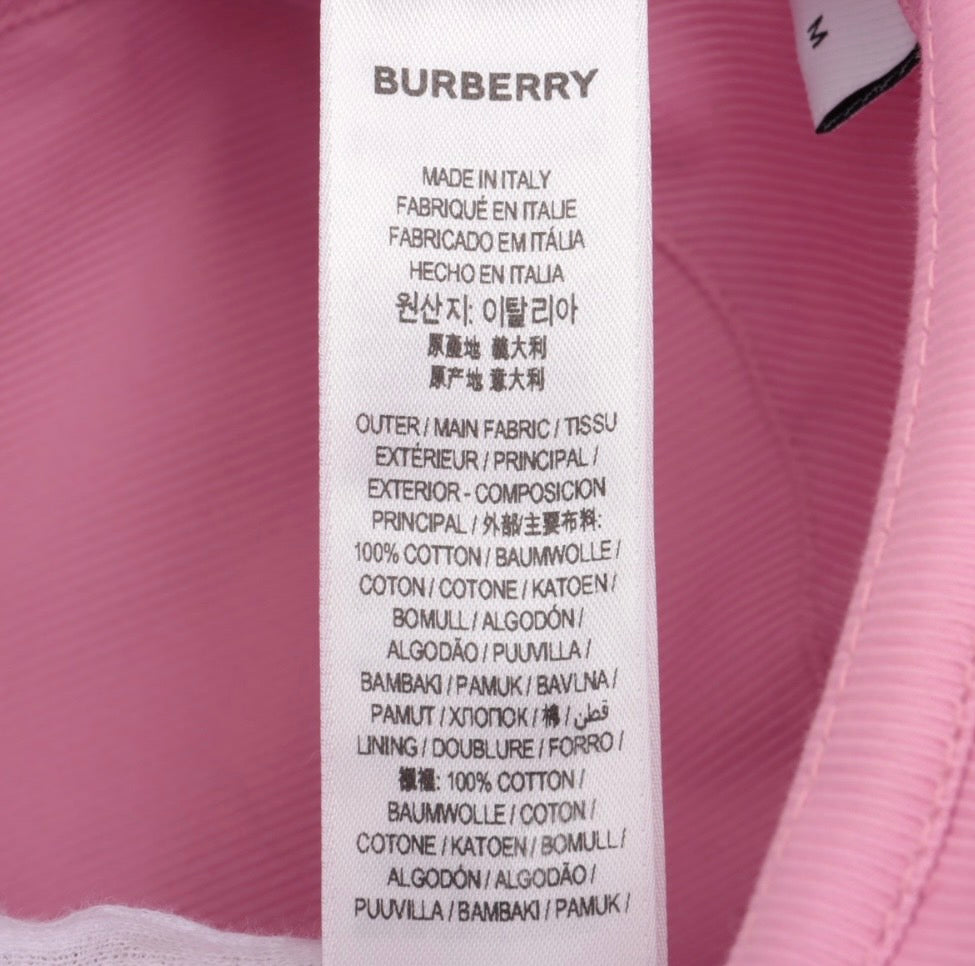 M
BURBERRY
MADE IN ITALY
FABRIQUÉ EN ITALIE
FABRICADO EM ITÁLIA
HECHO EN ITALIA
원산지: 이탈리아
原產地 義大利
原产地 意大利
OUTER / MAIN FABRIC / TISSU
EXTÉRIEUR / PRINCIPAL /
EXTERIOR - COMPOSICION
PRINCIPAL / 外部/主要布料:
100% COTTON / BAUMWOLLE /
COTON / COTONE / KATOEN /
BOMULL / ALGODÓN /
ALGODÃO / PUUVILLA /
BAMBAKI / PAMUK / BAVLNA /
PAMUT / ХЛОПОК / 棉 / قطن
LINING / DOUBLURE / FORRO /
襯裡: 100% COTTON /
BAUMWOLLE / COTON /
COTONE / KATOEN / BOMULL /
ALGODÓN / ALGODÃO /
PUUVILLA / BAMBAKI / PAMUK /